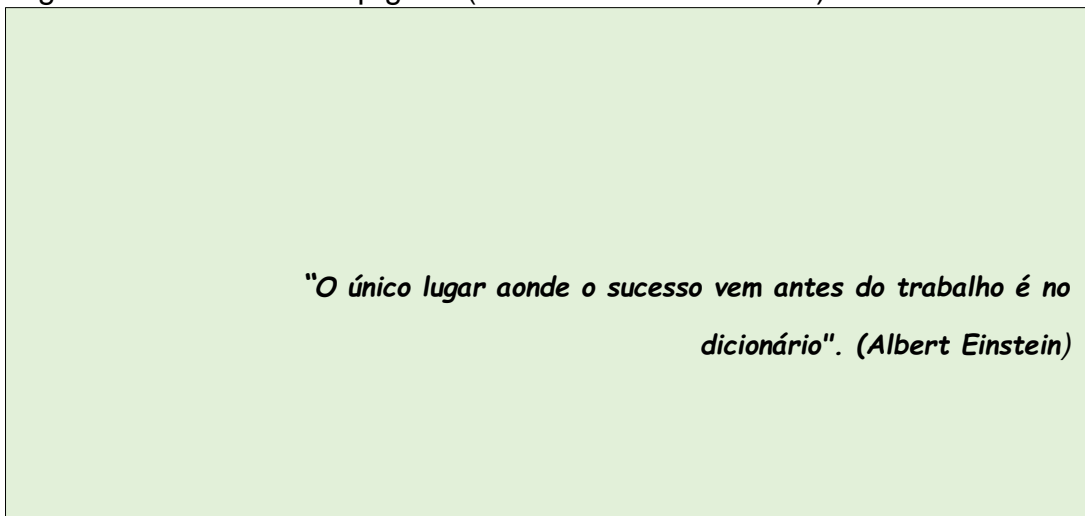 “O único lugar aonde o sucesso vem antes do trabalho é no
dicionário". (Albert Einstein)